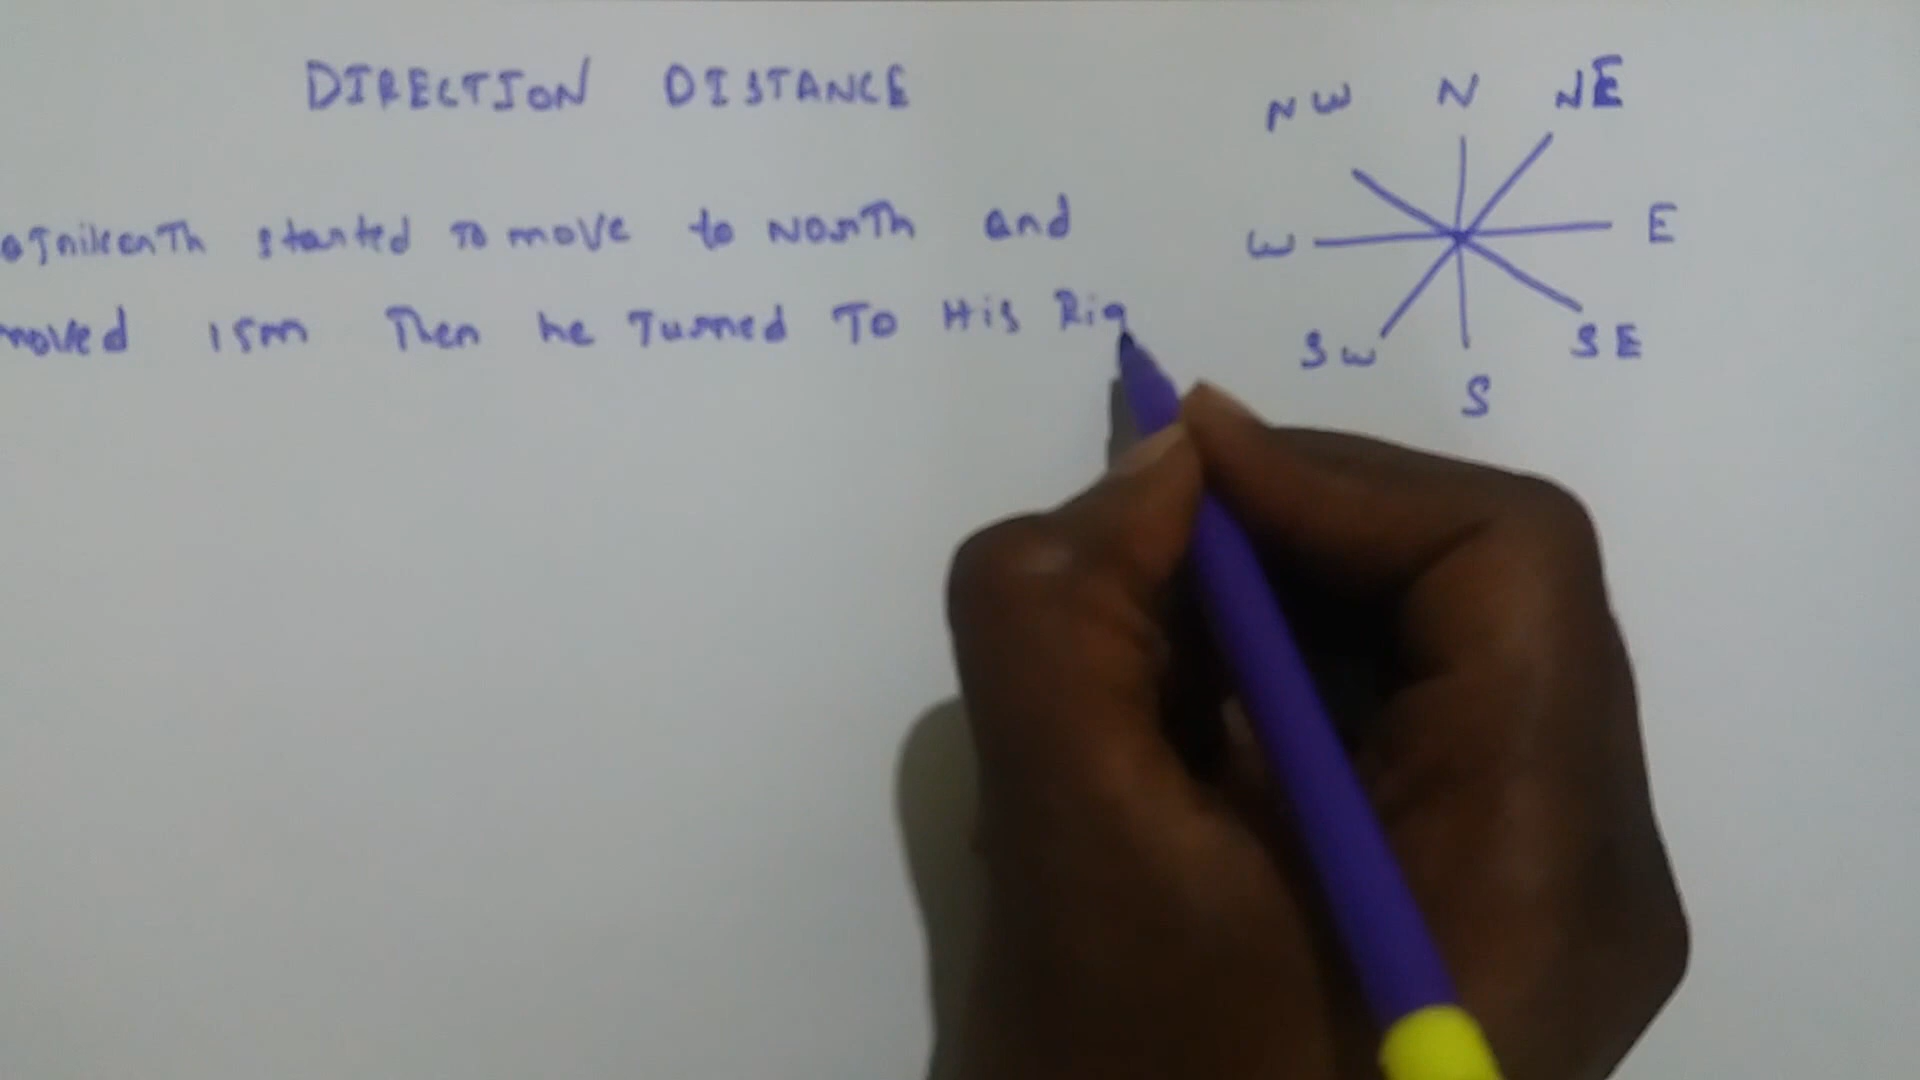 DIRECTION DISTANCE
started To move to North and
moved 15m Then he Turned To His Rig
NW N NE
W E
SW S SE